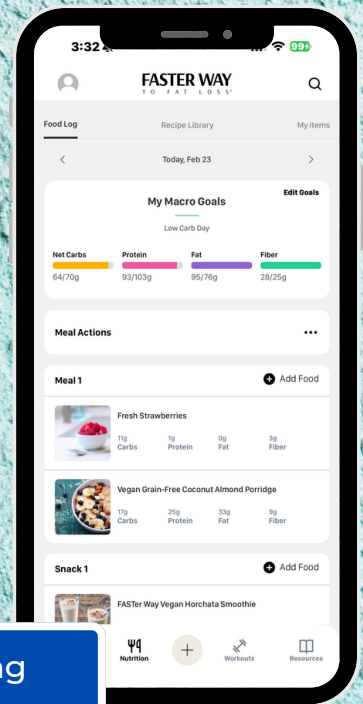 3:32
99
FASTER WAY
TO FAT LOSS
Food Log Recipe Library My Items
Today, Feb 23
Edit Goals
My Macro Goals
Low Carb Day
Net Carbs Protein Fat Fiber
64/70g 93/103g 95/76g 28/25g
Meal Actions
Meal 1 Add Food
Fresh Strawberries
11g 1g 0g 3g
Carbs Protein Fat Fiber
Vegan Grain-Free Coconut Almond Porridge
17g 25g 33g 9g
Carbs Protein Fat Fiber
Snack 1 Add Food
FASTer Way Vegan Horchata Smoothie
Nutrition Workouts Resources